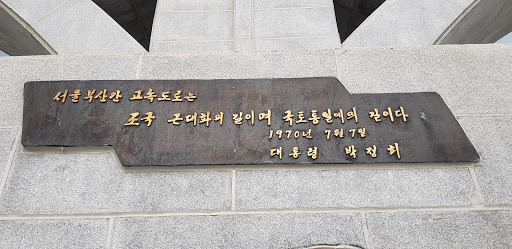 서울부산간 고속도로는
조국 근대화의 길이며 국토통일에의 길이다
1970년 7월 7일
대통령 박정희